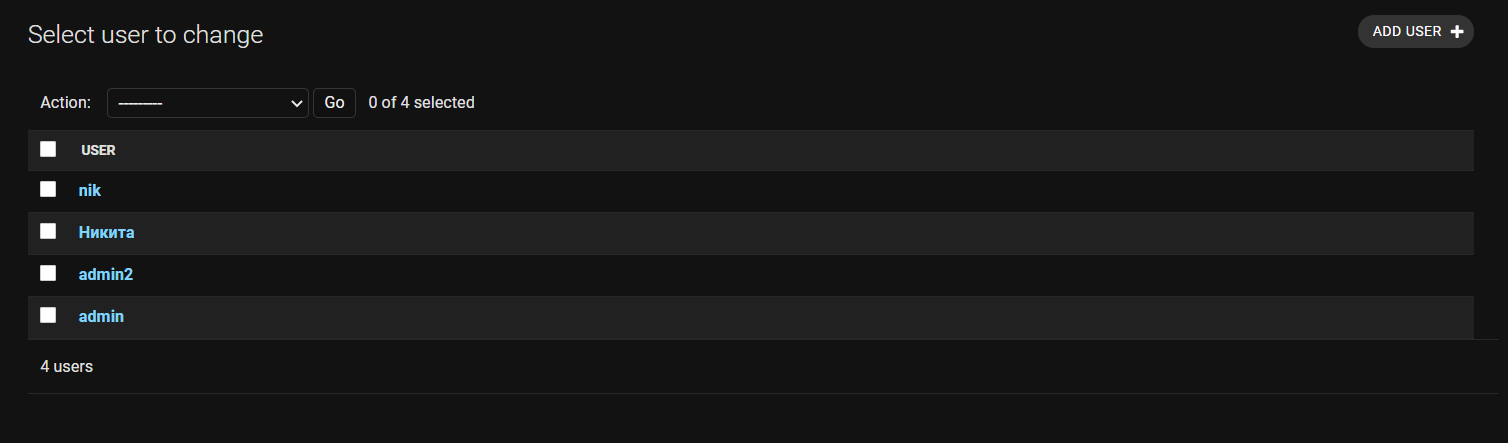 Select user to change
ADD USER
Action: --------- Go 0 of 4 selected
USER
nik
Никита
admin2
admin
4 users